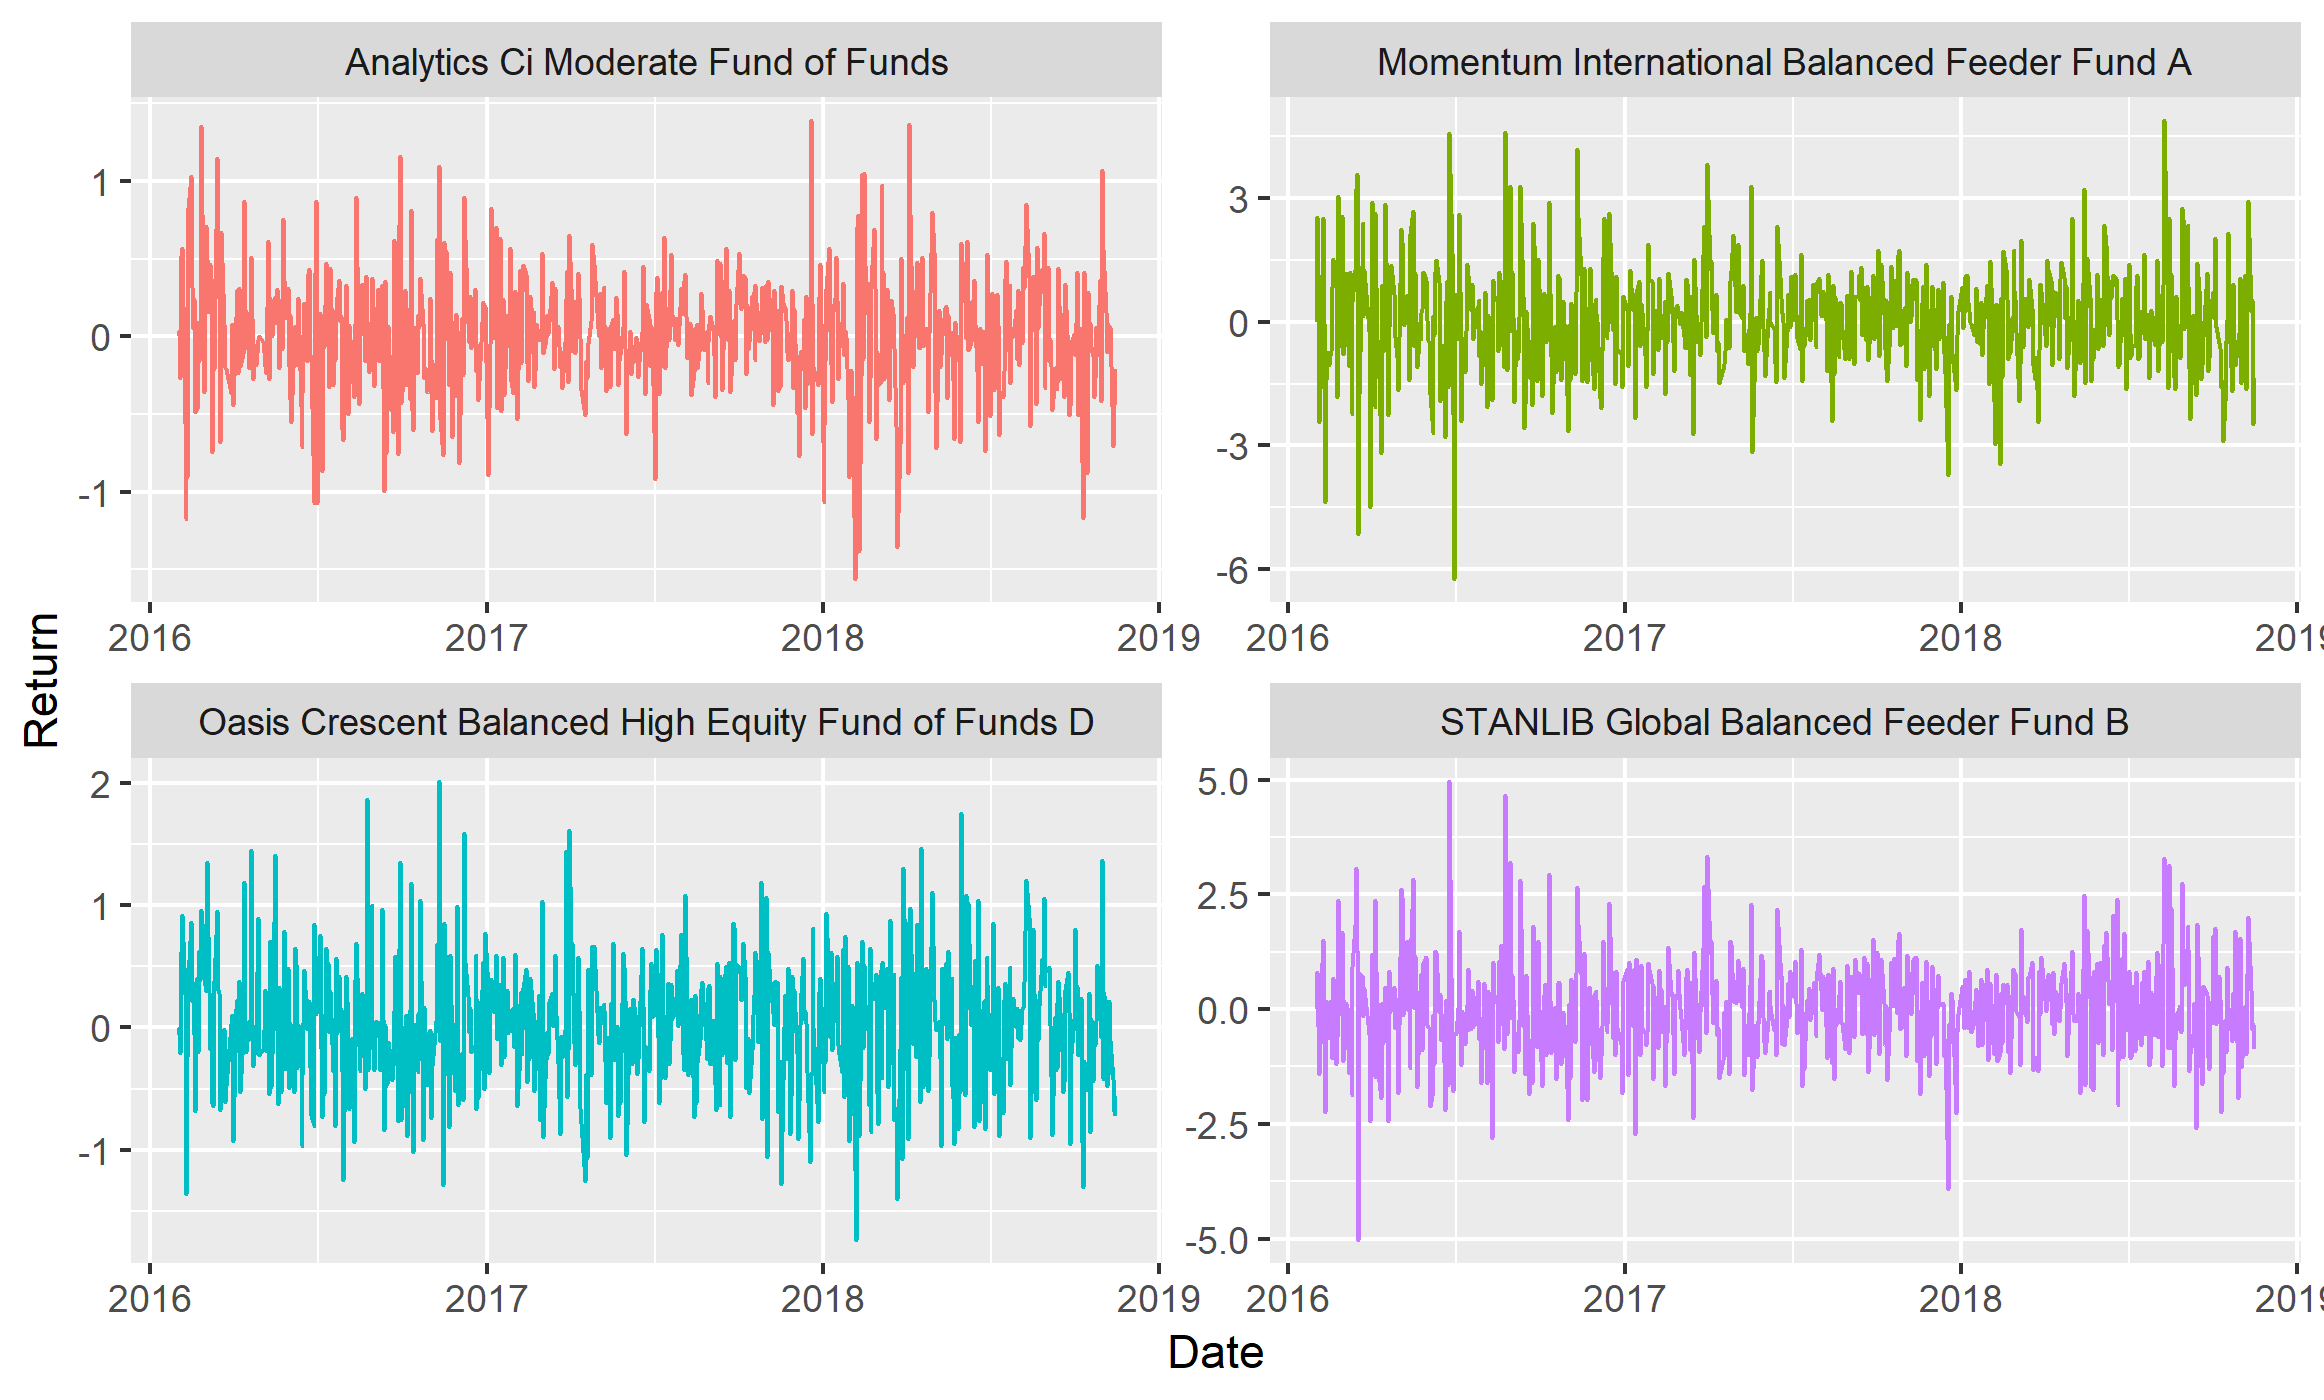 Analytics Ci Moderate Fund of Funds
Momentum International Balanced Feeder Fund A
1
0
-1
3
0
-3
-6
2016 2017 2018 2019
2016 2017 2018 2019
Return
Oasis Crescent Balanced High Equity Fund of Funds D
STANLIB Global Balanced Feeder Fund B
2
1
0
-1
5.0
2.5
0.0
-2.5
-5.0
2016 2017 2018 2019
2016 2017 2018 2019
Date